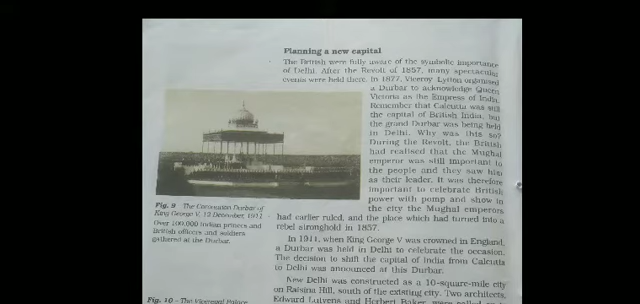 Planning a new capital
The British were fully aware of the symbolic importance
of Delhi. After the Revolt of 1857, many spectacular
events were held there. In 1877, Viceroy Lytton organised
a Durbar to acknowledge Queen
Victoria as the Empress of India.
Remember that Calcutta was still
the capital of British India, but
the grand Durbar was being held
in Delhi. Why was this so?
During the Revolt, the British
had realised that the Mughal
emperor was still important to
the people and they saw him
as their leader. It was therefore
important to celebrate British
power with pomp and show in
the city the Mughal emperors
had earlier ruled, and the place which had turned into a
rebel stronghold in 1857.
Fig. 9 The Coronation Durbar of
King George V, 12 December, 1911
Over 100,000 Indian princes and
British officers and soldiers
gathered at the Durbar.
In 1911, when King George V was crowned in England,
a Durbar was held in Delhi to celebrate the occasion.
The decision to shift the capital of India from Calcutta
to Delhi was announced at this Durbar.
New Delhi was constructed as a 10-square-mile city
on Raisina Hill, south of the existing city. Two architects,
Edward Lutyens and Herbert Baker, were called
Fig. 10 - The Viceregal Palace